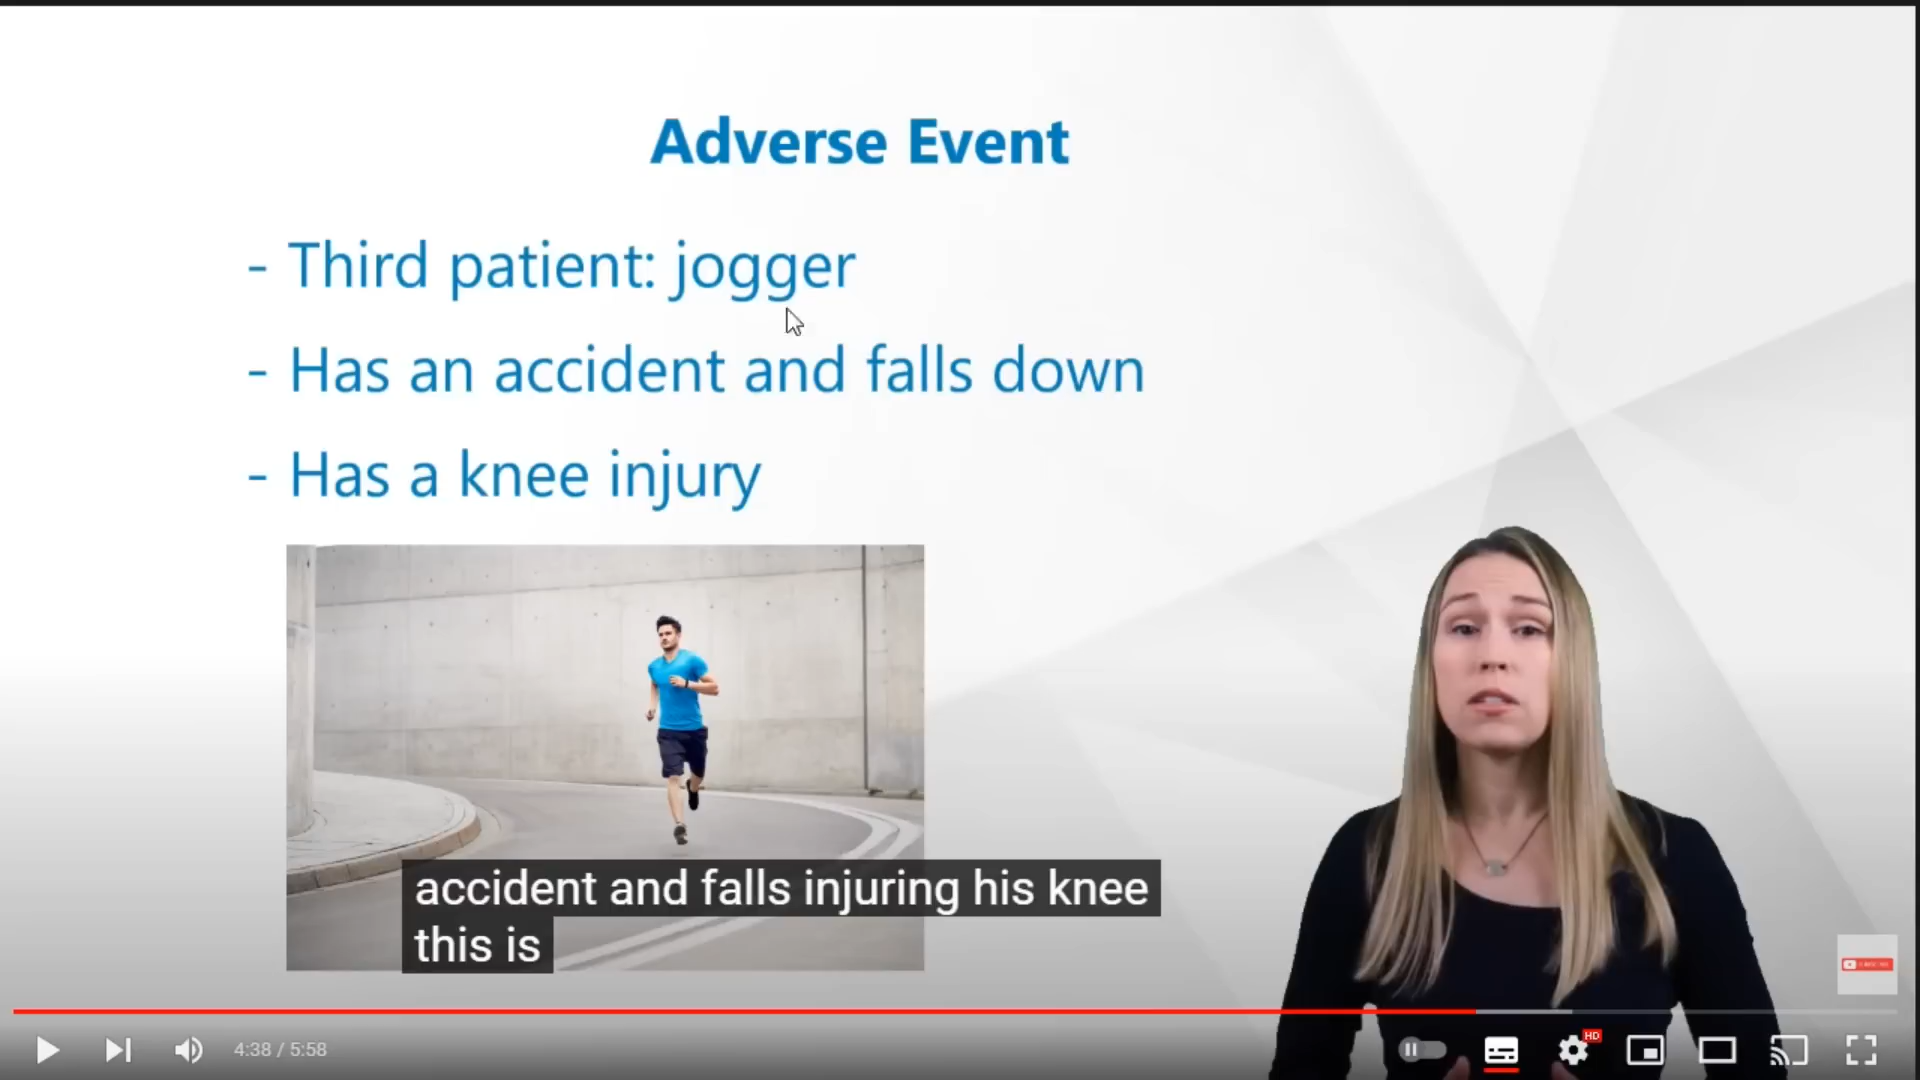 Adverse Event
- Third patient: jogger
- Has an accident and falls down
- Has a knee injury
accident and falls injuring his knee
this is
4:38 / 5:58
HD